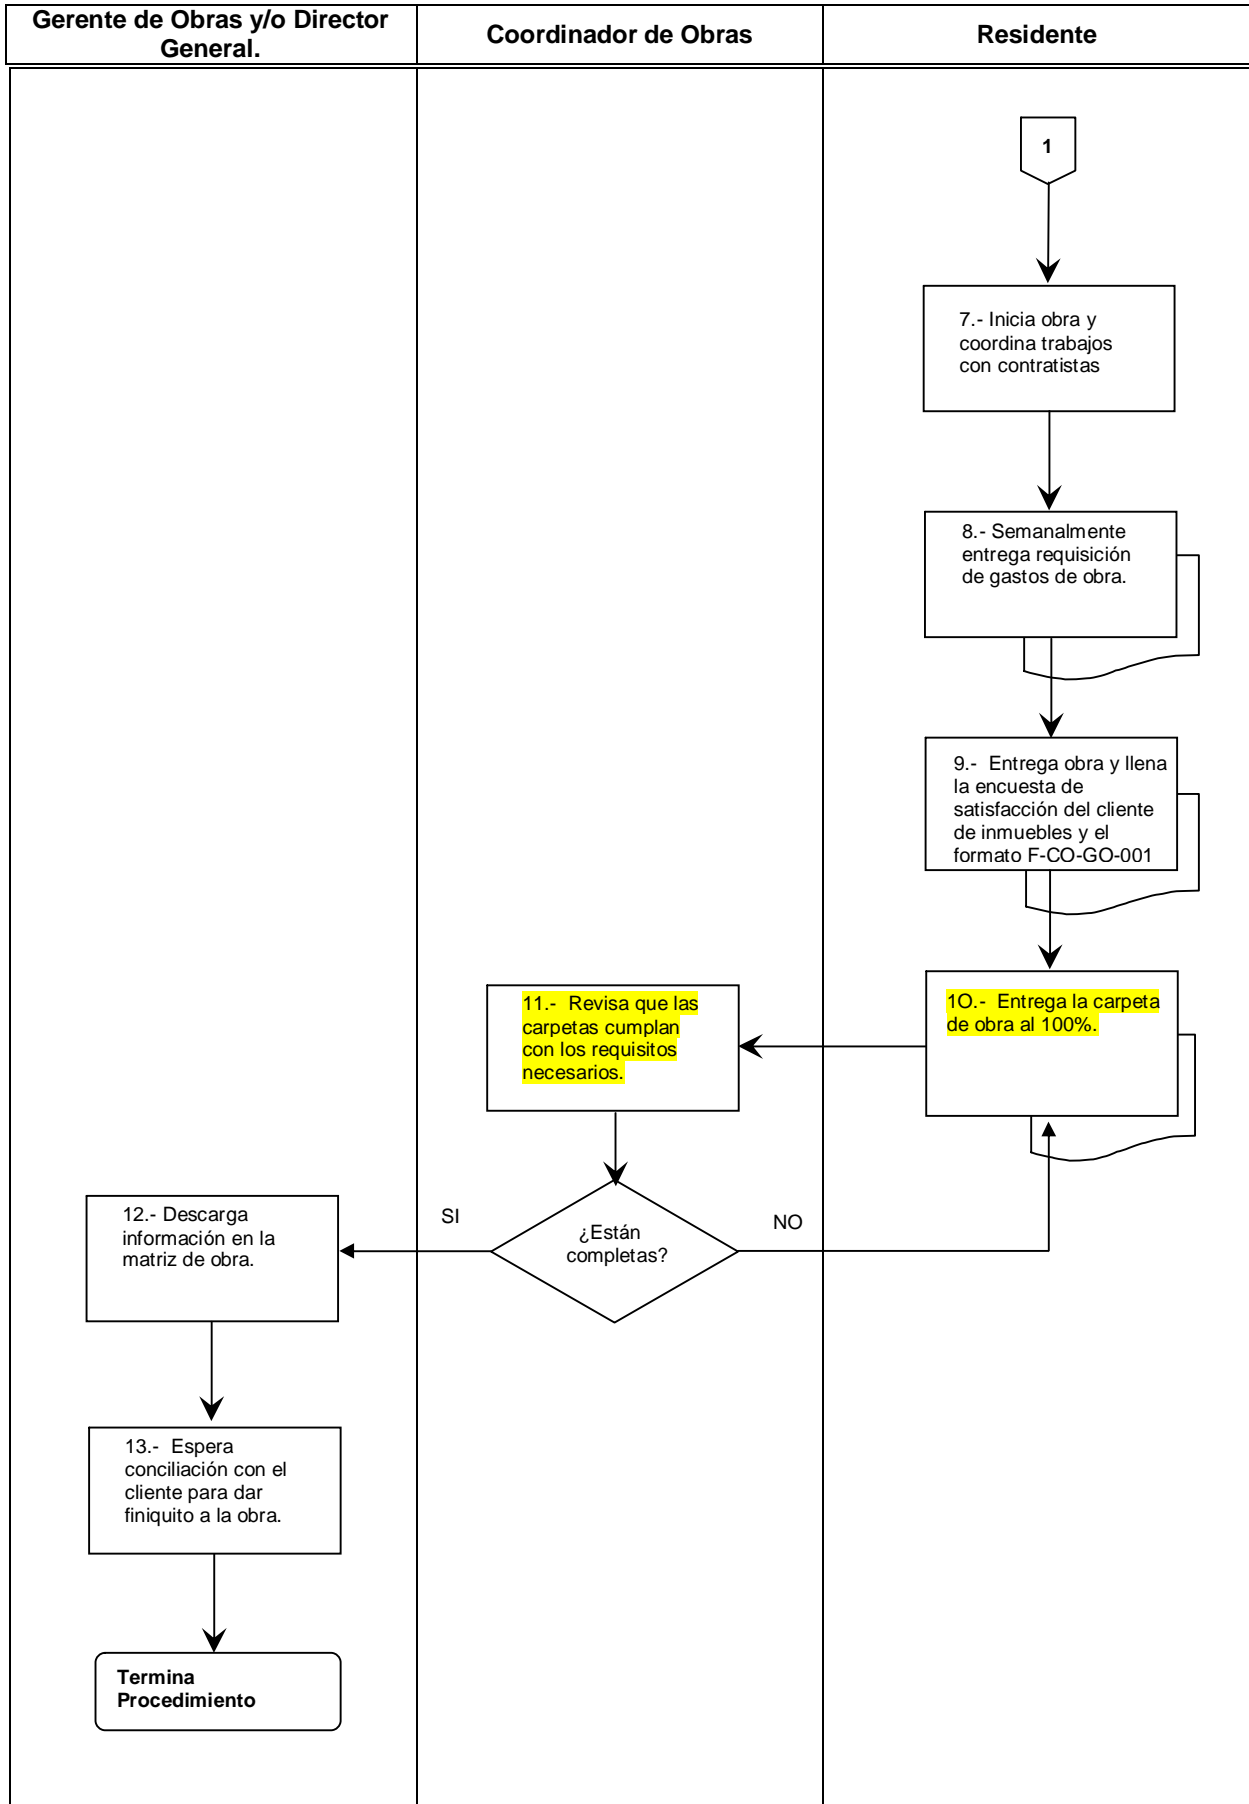 Gerente de Obras y/o Director
General.
Coordinador de Obras
Residente
1
7.- Inicia obra y
coordina trabajos
con contratistas
8.- Semanalmente
entrega requisición
de gastos de obra.
9.-  Entrega obra y llena
la encuesta de
satisfacción del cliente
de inmuebles y el
formato F-CO-GO-001
1O.-  Entrega la carpeta
de obra al 100%.
11.-  Revisa que las
carpetas cumplan
con los requisitos
necesarios.
¿Están
completas?
SI
NO
12.- Descarga
información en la
matriz de obra.
13.-  Espera
conciliación con el
cliente para dar
finiquito a la obra.
Termina
Procedimiento